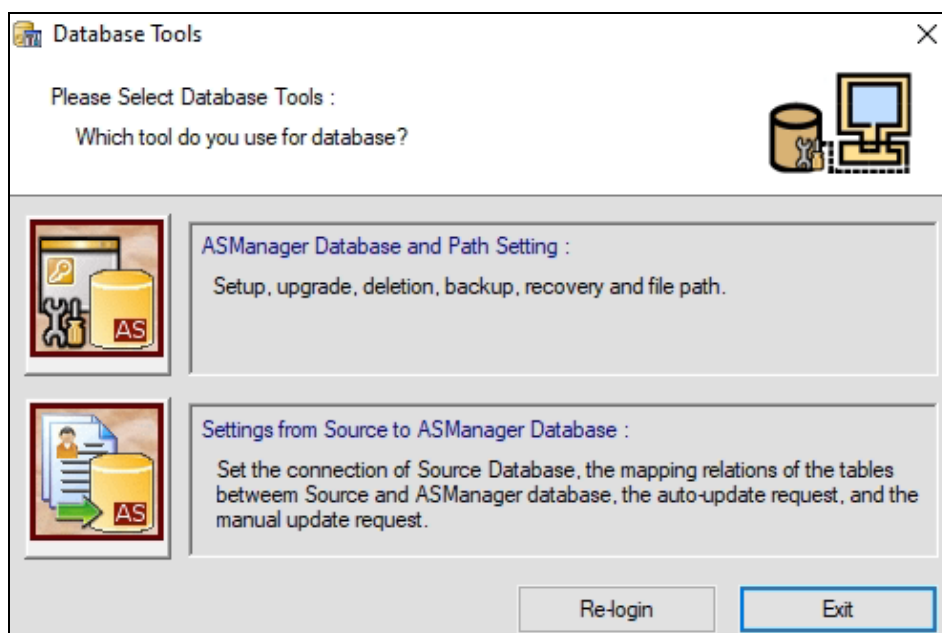 Database Tools
Please Select Database Tools :
Which tool do you use for database?
ASManager Database and Path Setting :
Setup, upgrade, deletion, backup, recovery and file path.
AS
Settings from Source to ASManager Database :
Set the connection of Source Database, the mapping relations of the tables
betweem Source and ASManager database, the auto-update request, and the
manual update request.
AS
Re-login
Exit